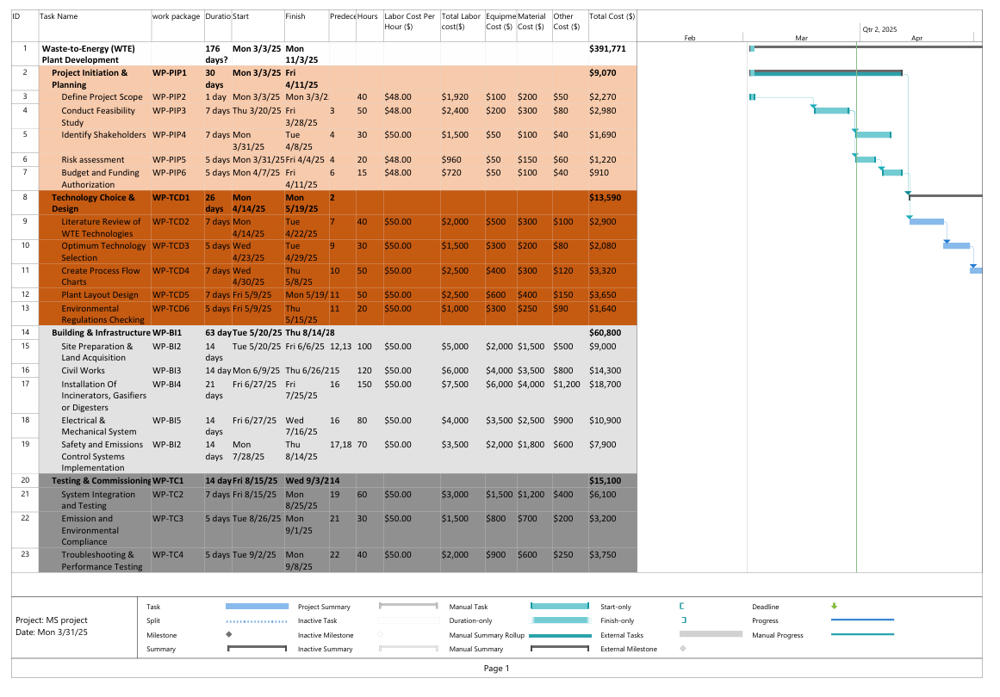 ID Task Name work package Duratio Start Finish Predece Hours Labor Cost Per Total Labor Equipme Material Other Total Cost ($)
Hour ($) cost($) Cost ($) Cost ($) Cost ($)
Qtr 2, 2025
Feb Mar Apr
1 Waste-to-Energy (WTE) 176 Mon 3/3/25 Mon $391,771
Plant Development days? 11/3/25
2 Project Initiation & WP-PIP1 30 Mon 3/3/25 Fri $9,070
Planning days 4/11/25
3 Define Project Scope WP-PIP2 1 day Mon 3/3/25 Mon 3/3/2 40 $48.00 $1,920 $100 $200 $50 $2,270
4 Conduct Feasibility WP-PIP3 7 days Thu 3/20/25 Fri 3 50 $48.00 $2,400 $200 $300 $80 $2,980
Study 3/28/25
5 Identify Shakeholders WP-PIP4 7 days Mon Tue 4 30 $50.00 $1,500 $50 $100 $40 $1,690
3/31/25 4/8/25
6 Risk assessment WP-PIP5 5 days Mon 3/31/25 Fri 4/4/25 4 20 $48.00 $960 $50 $150 $60 $1,220
7 Budget and Funding WP-PIP6 5 days Mon 4/7/25 Fri 6 15 $48.00 $720 $50 $100 $40 $910
Authorization 4/11/25
8 Technology Choice & WP-TCD1 26 Mon Mon 2 $13,590
Design days 4/14/25 5/19/25
9 Literature Review of WP-TCD2 7 days Mon Tue 7 40 $50.00 $2,000 $500 $300 $100 $2,900
WTE Technologies 4/14/25 4/22/25
10 Optimum Technology WP-TCD3 5 days Wed Tue 9 30 $50.00 $1,500 $300 $200 $80 $2,080
Selection 4/23/25 4/29/25
11 Create Process Flow WP-TCD4 7 days Wed Thu 10 50 $50.00 $2,500 $400 $300 $120 $3,320
Charts 4/30/25 5/8/25
12 Plant Layout Design WP-TCD5 7 days Fri 5/9/25 Mon 5/19/ 11 50 $50.00 $2,500 $600 $400 $150 $3,650
13 Environmental WP-TCD6 5 days Fri 5/9/25 Thu 11 20 $50.00 $1,000 $300 $250 $90 $1,640
Regulations Checking 5/15/25
14 Building & Infrastructure WP-BI1 63 day Tue 5/20/25 Thu 8/14/2 8 $60,800
15 Site Preparation & WP-BI2 14 Tue 5/20/25 Fri 6/6/25 12,13 100 $50.00 $5,000 $2,000 $1,500 $500 $9,000
Land Acquisition days
16 Civil Works WP-BI3 14 day Mon 6/9/25 Thu 6/26/2 15 120 $50.00 $6,000 $4,000 $3,500 $800 $14,300
17 Installation Of WP-BI4 21 Fri 6/27/25 Fri 16 150 $50.00 $7,500 $6,000 $4,000 $1,200 $18,700
Incinerators, Gasifiers days 7/25/25
or Digesters
18 Electrical & WP-BI5 14 Fri 6/27/25 Wed 16 80 $50.00 $4,000 $3,500 $2,500 $900 $10,900
Mechanical System days 7/16/25
19 Safety and Emissions WP-BI2 14 Mon Thu 17,18 70 $50.00 $3,500 $2,000 $1,800 $600 $7,900
Control Systems days 7/28/25 8/14/25
Implementation
20 Testing & Commissioning WP-TC1 14 day Fri 8/15/25 Wed 9/3/2 14 $15,100
21 System Integration WP-TC2 7 days Fri 8/15/25 Mon 19 60 $50.00 $3,000 $1,500 $1,200 $400 $6,100
and Testing 8/25/25
22 Emission and WP-TC3 5 days Tue 8/26/25 Mon 21 30 $50.00 $1,500 $800 $700 $200 $3,200
Environmental 9/1/25
Compliance
23 Troubleshooting & WP-TC4 5 days Tue 9/2/25 Mon 22 40 $50.00 $2,000 $900 $600 $250 $3,750
Performance Testing 9/8/25
Project: MS project
Date: Mon 3/31/25
Task Project Summary Manual Task Start-only Deadline
Split Inactive Task Duration-only Finish-only Progress
Milestone Inactive Milestone Manual Summary Rollup External Tasks Manual Progress
Summary Inactive Summary Manual Summary External Milestone
Page 1